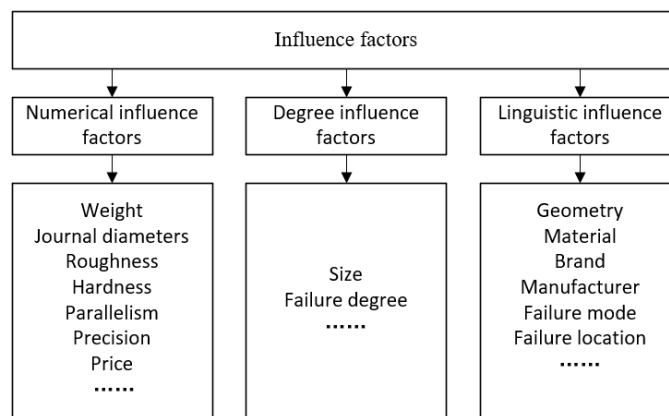 Influence factors
Numerical influence
factors
Degree influence
factors
Linguistic influence
factors
Weight
Journal diameters
Roughness
Hardness
Parallelism
Precision
Price
……
Size
Failure degree
……
Geometry
Material
Brand
Manufacturer
Failure mode
Failure location
……